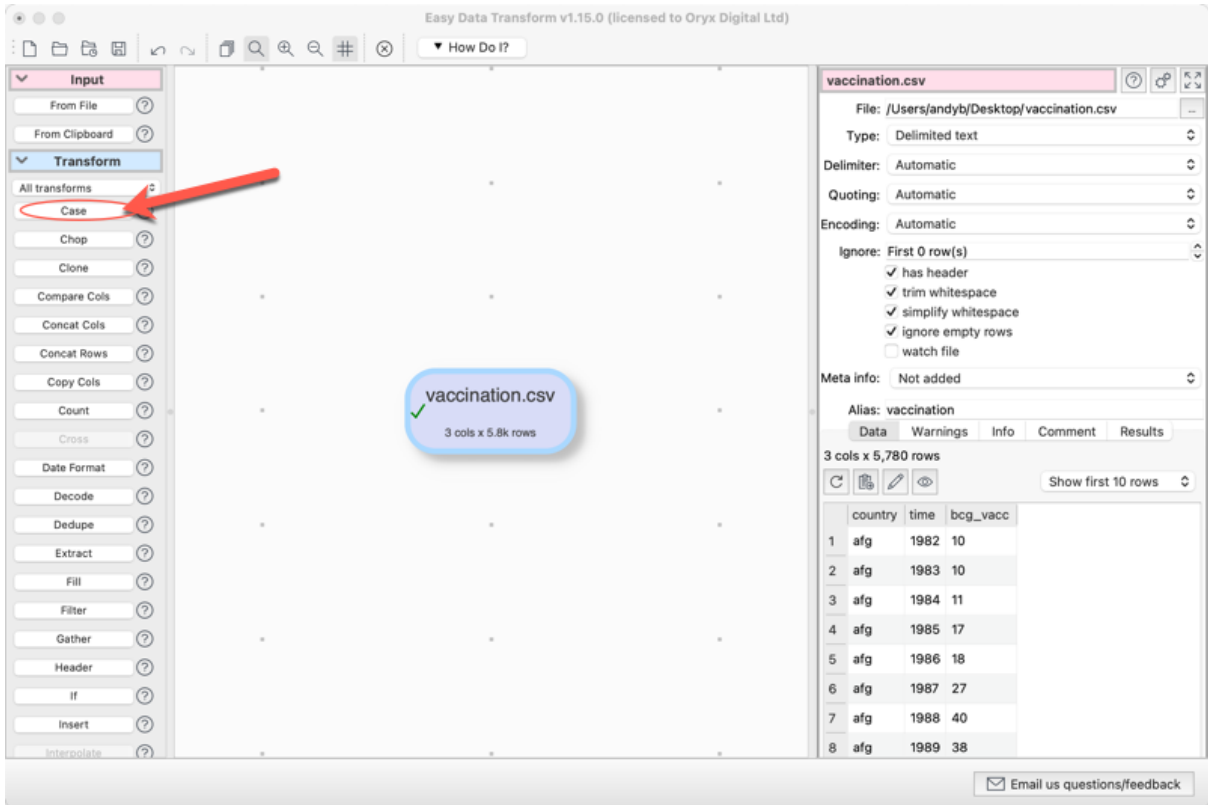 Easy Data Transform v1.15.0 (licensed to Oryx Digital Ltd)
▼ How Do I?
Input
From File
From Clipboard
Transform
All transforms
Case
Chop
Clone
Compare Cols
Concat Cols
Concat Rows
Copy Cols
Count
Cross
Date Format
Decode
Dedupe
Extract
Fill
Filter
Gather
Header
If
Insert
Interpolate
vaccination.csv
3 cols x 5.8k rows
vaccination.csv
File: /Users/andyb/Desktop/vaccination.csv ...
Type: Delimited text
Delimiter: Automatic
Quoting: Automatic
Encoding: Automatic
Ignore: First 0 row(s)
has header
trim whitespace
simplify whitespace
ignore empty rows
watch file
Meta info: Not added
Alias: vaccination
Data Warnings Info Comment Results
3 cols x 5,780 rows
Show first 10 rows
country time bcg_vacc
1 afg 1982 10
2 afg 1983 10
3 afg 1984 11
4 afg 1985 17
5 afg 1986 18
6 afg 1987 27
7 afg 1988 40
8 afg 1989 38
Email us questions/feedback